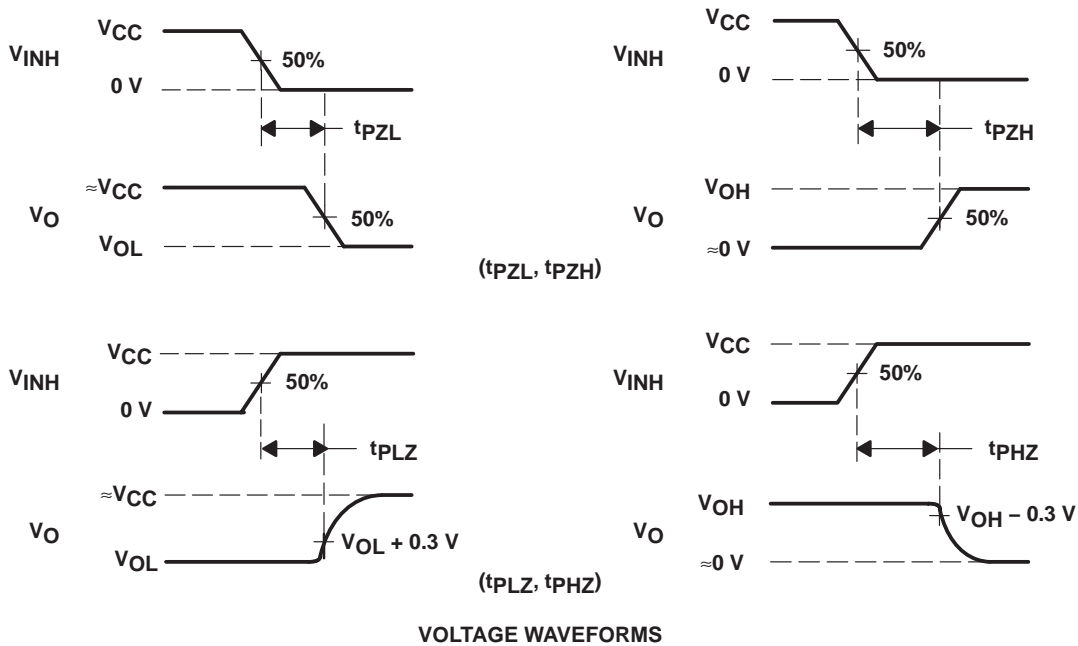 VCC
VINH
50%
0 V
tPZL
≈VCC
VO
50%
VOL
VCC
VINH
50%
0 V
tPZH
VOH
VO
50%
≈0 V
(tPZL, tPZH)
VCC
VINH
50%
0 V
tPLZ
≈VCC
VO
VOL + 0.3 V
VOL
VCC
VINH
50%
0 V
tPHZ
VOH
VOH – 0.3 V
VO
≈0 V
(tPLZ, tPHZ)
VOLTAGE WAVEFORMS